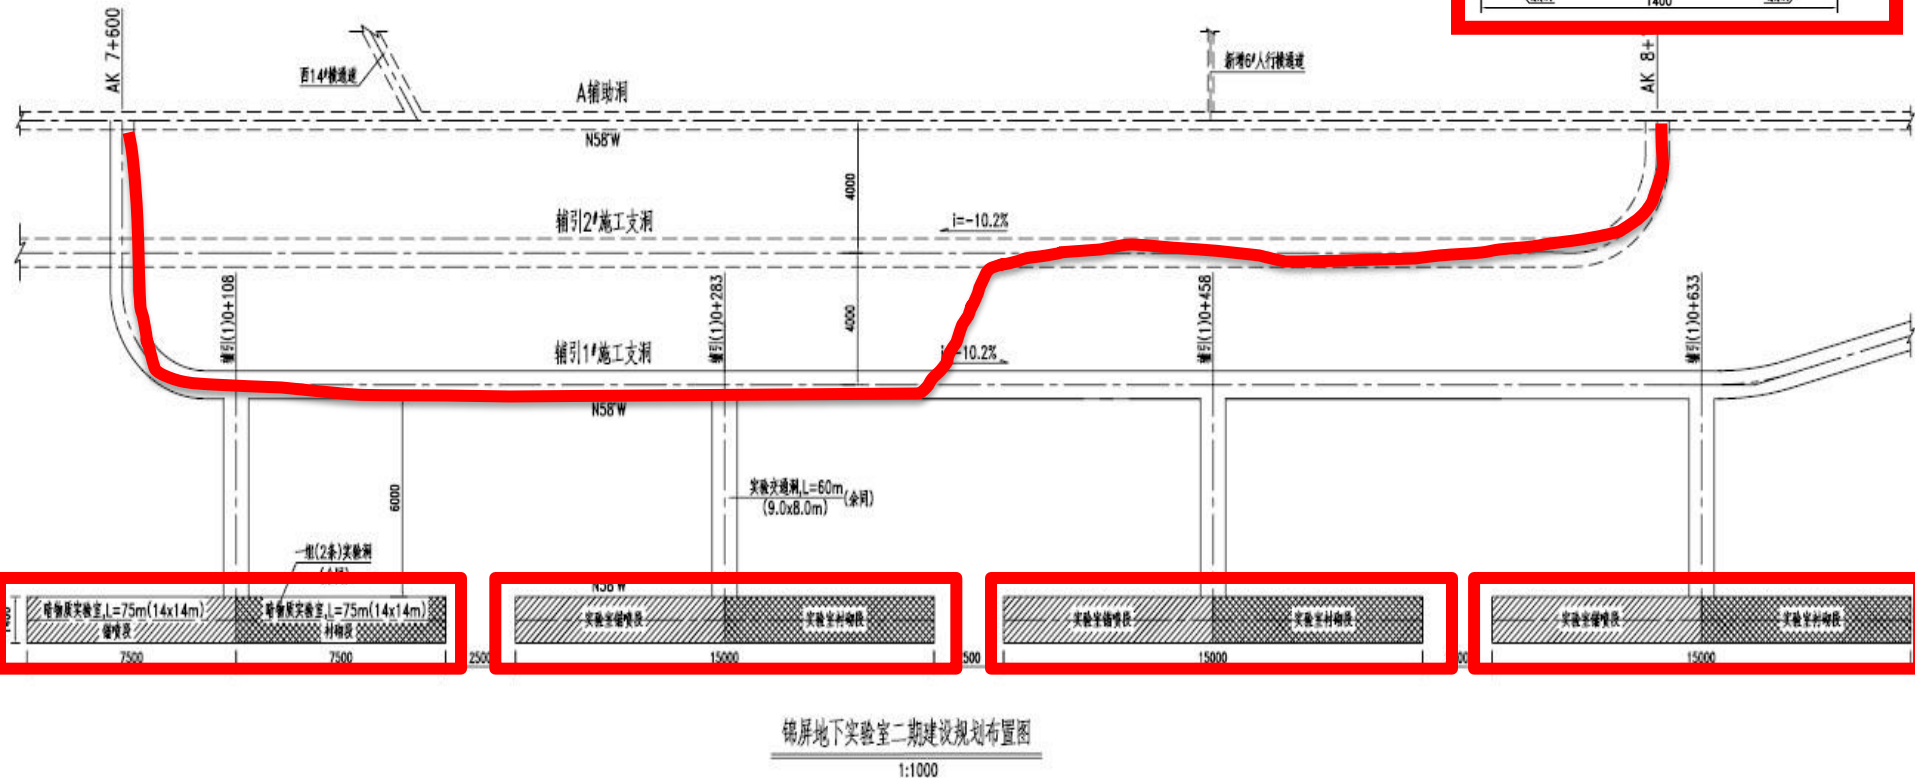 1400
AK 7+600
西14#横通道
A辅助洞
新增6#人行横通道
AK 8+
N58°W
4000
辅引2#施工支洞
i=-10.2%
辅引(1)0+108
辅引(1)0+283
4000
辅引(1)0+458
辅引(1)0+633
辅引1#施工支洞
-10.2%
N58°W
6000
实验交通洞,L=60m
(9.0x8.0m)
(余同)
一组(2条)实验洞
N58°W
暗物质实验室,L=75m(14x14m)
锚喷段
暗物质实验室,L=75m(14x14m)
衬砌段
实验室锚喷段
实验室衬砌段
实验室锚喷段
实验室衬砌段
实验室锚喷段
实验室衬砌段
7500
7500
2500
15000
500
15000
15000
锦屏地下实验室二期建设规划布置图
1:1000